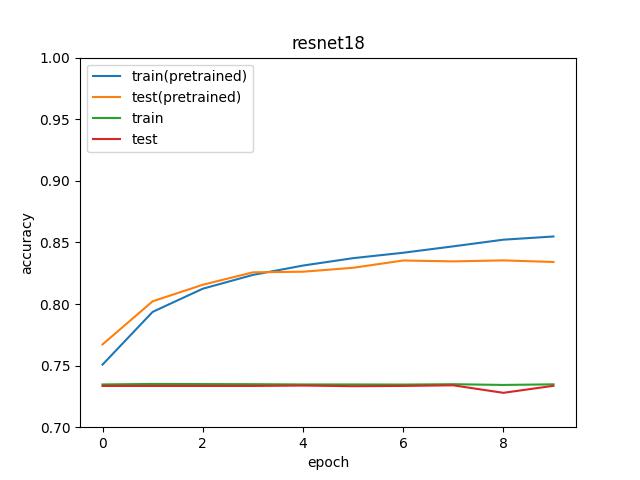 resnet18
1.00
0.95
0.90
0.85
0.80
0.75
0.70
accuracy
train(pretrained)
test(pretrained)
train
test
0 2 4 6 8
epoch